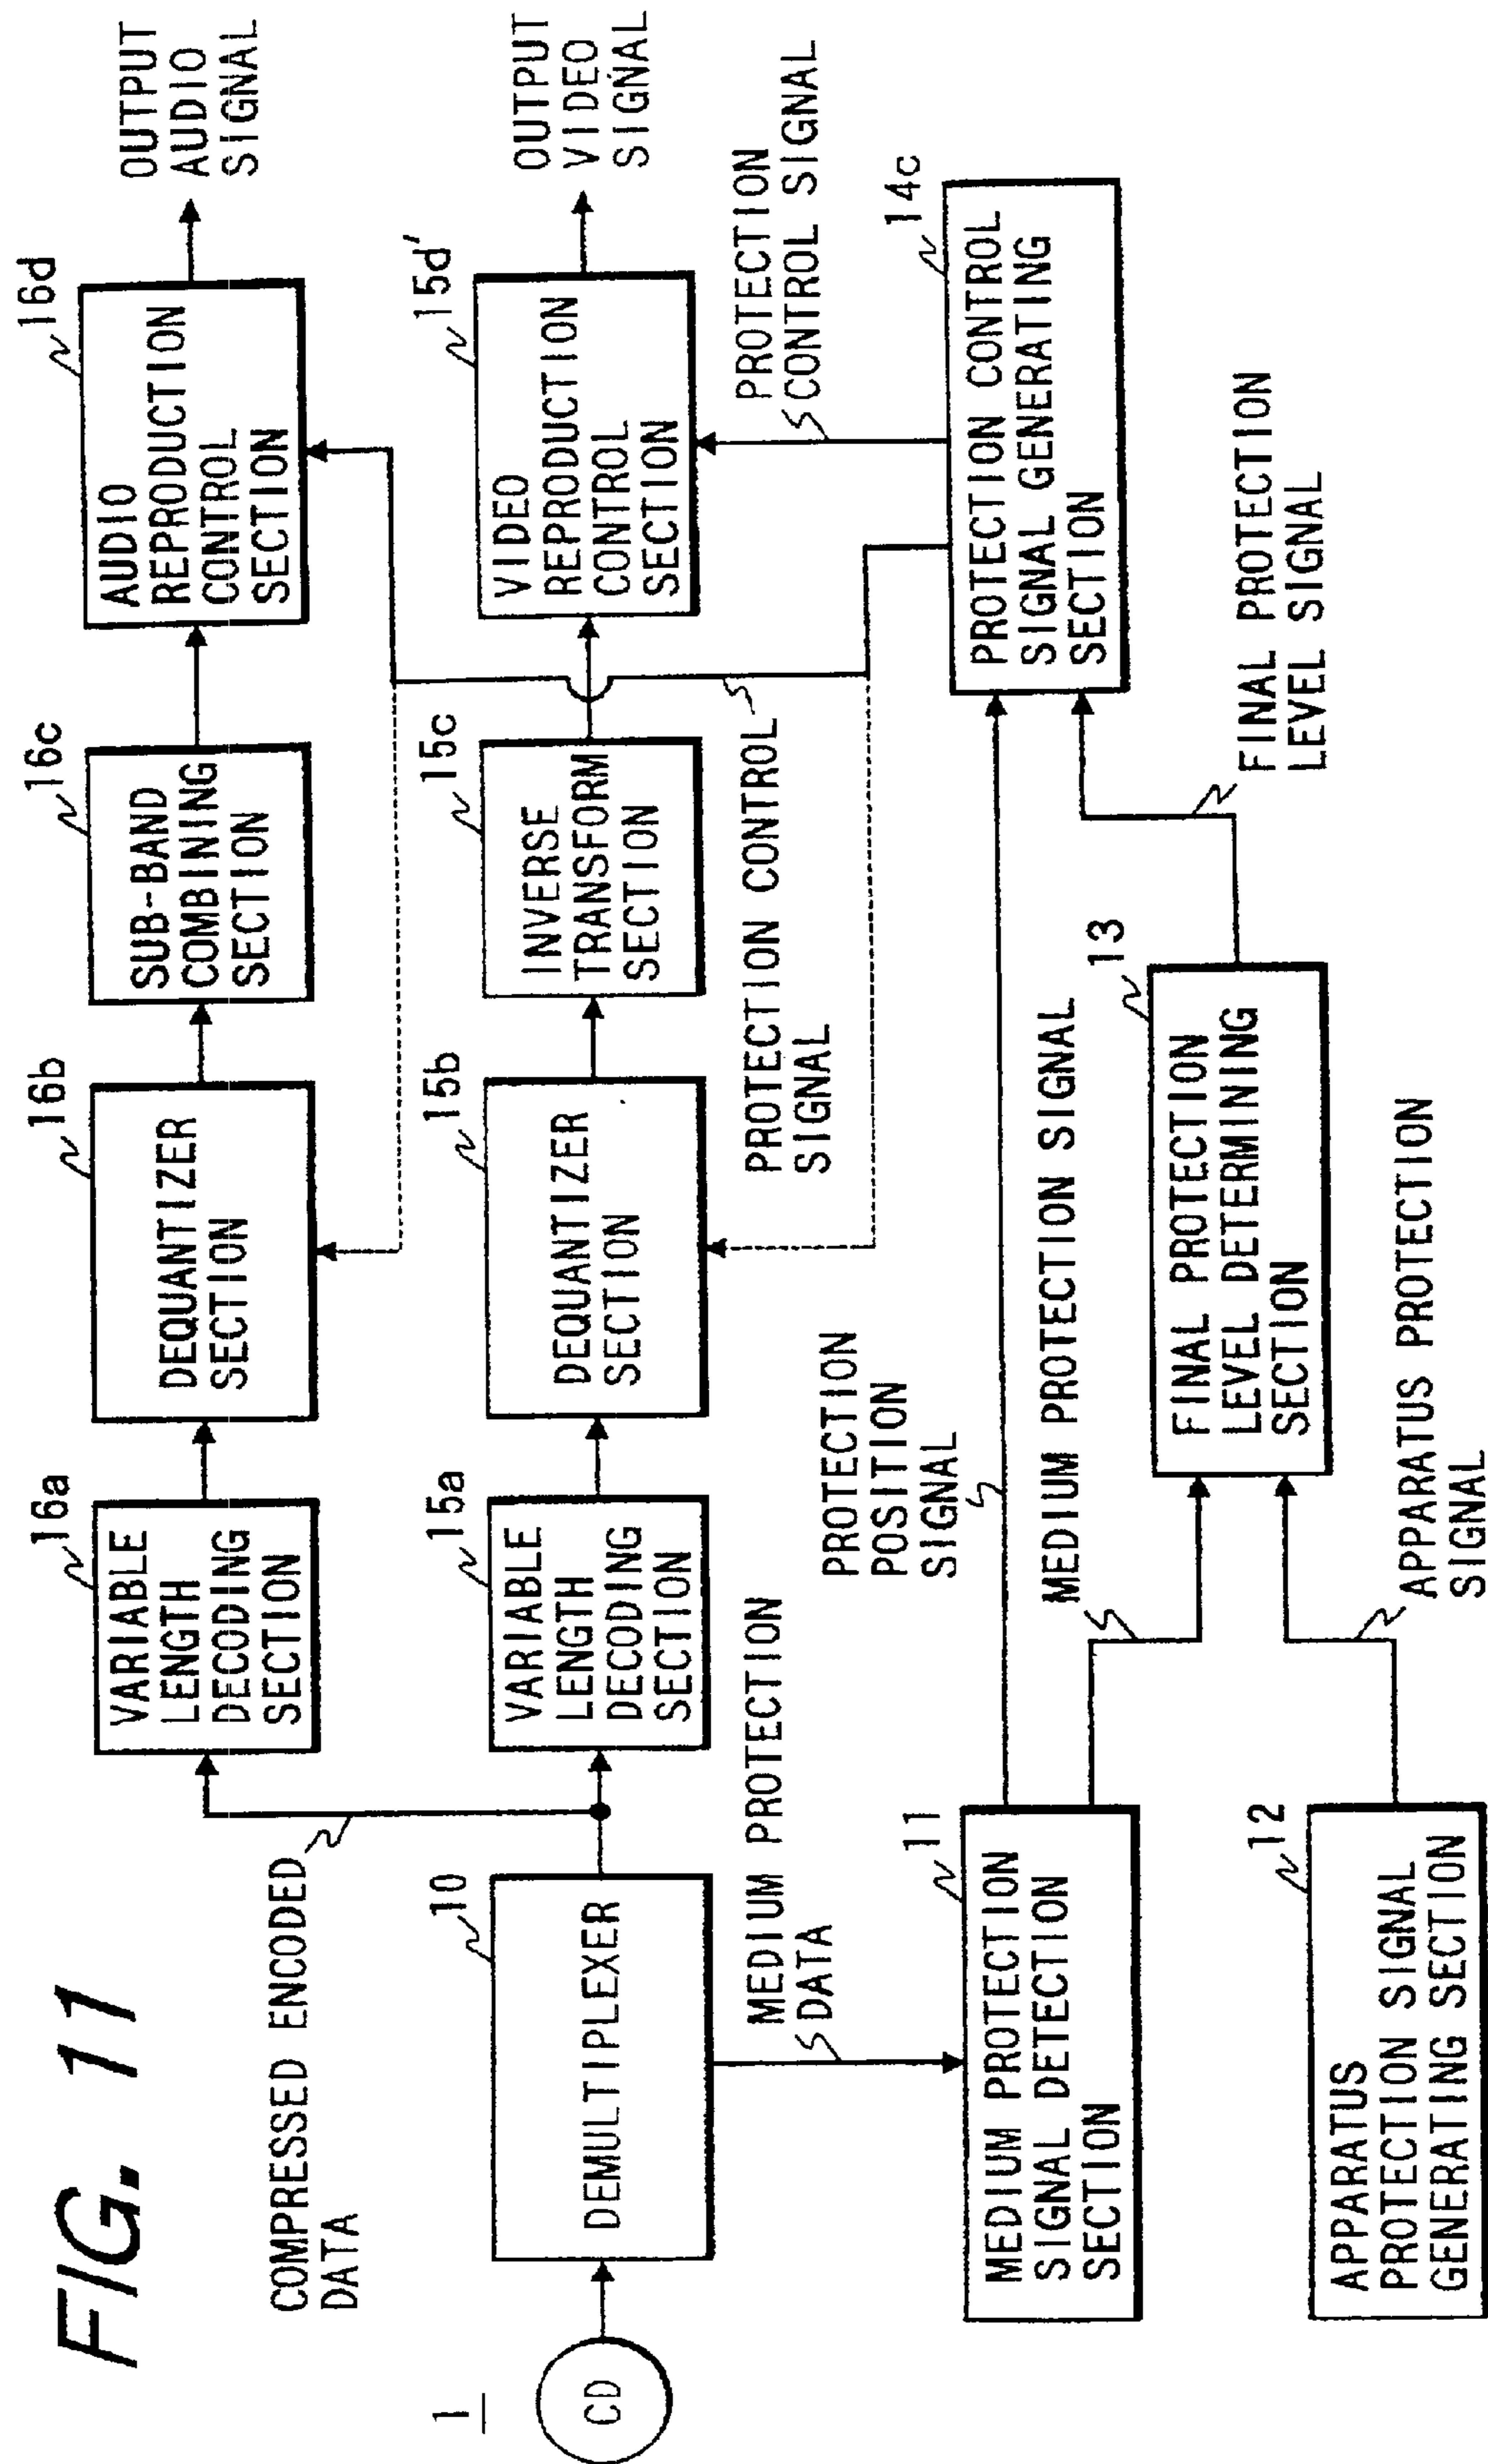 FIG. 11
1
CD
COMPRESSED ENCODED
DATA
10
DEMULTIPLEXER
MEDIUM PROTECTION
DATA
16a
VARIABLE
LENGTH
DECODING
SECTION
16b
DEQUANTIZER
SECTION
16c
SUB-BAND
COMBINING
SECTION
16d
AUDIO
REPRODUCTION
CONTROL
SECTION
OUTPUT
AUDIO
SIGNAL
15a
VARIABLE
LENGTH
DECODING
SECTION
15b
DEQUANTIZER
SECTION
15c
INVERSE
TRANSFORM
SECTION
15d'
VIDEO
REPRODUCTION
CONTROL
SECTION
OUTPUT
VIDEO
SIGNAL
PROTECTION CONTROL
SIGNAL
PROTECTION
CONTROL SIGNAL
PROTECTION
POSITION
SIGNAL
11
MEDIUM PROTECTION
SIGNAL DETECTION
SECTION
MEDIUM PROTECTION SIGNAL
14c
PROTECTION CONTROL
SIGNAL GENERATING
SECTION
13
FINAL PROTECTION
LEVEL DETERMINING
SECTION
FINAL PROTECTION
LEVEL SIGNAL
12
APPARATUS
PROTECTION SIGNAL
GENERATING SECTION
APPARATUS PROTECTION
SIGNAL